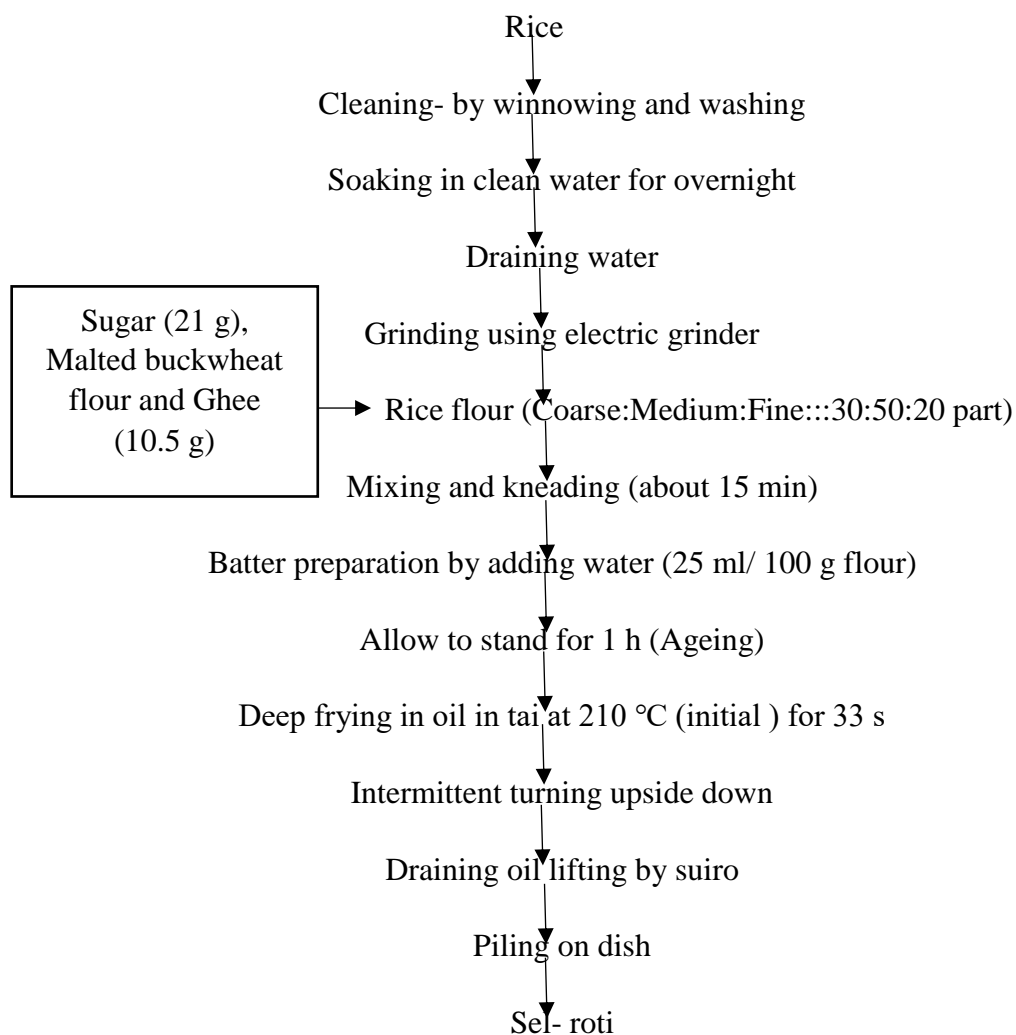 Rice
Cleaning- by winnowing and washing
Soaking in clean water for overnight
Draining water
Grinding using electric grinder
Sugar (21 g),
Malted buckwheat
flour and Ghee
(10.5 g)
Rice flour (Coarse:Medium:Fine:::30:50:20 part)
Mixing and kneading (about 15 min)
Batter preparation by adding water (25 ml/ 100 g flour)
Allow to stand for 1 h (Ageing)
Deep frying in oil in tai at 210 °C (initial ) for 33 s
Intermittent turning upside down
Draining oil lifting by suiro
Piling on dish
Sel- roti